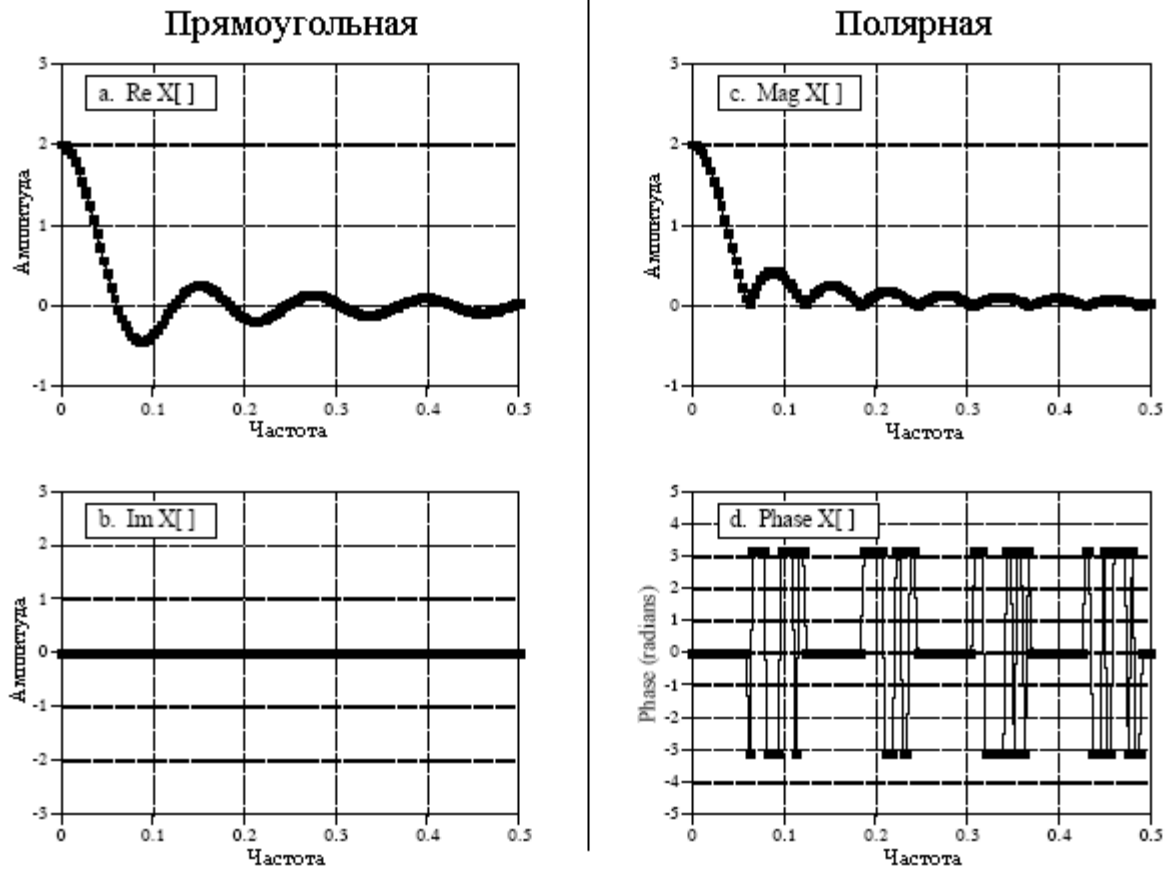 Прямоугольная
3
a. Re X[ ]
2
1
0
-1
Амплитуда
0 0.1 0.2 0.3 0.4 0.5
Частота
3
b. Im X[ ]
2
1
0
-1
-2
-3
Амплитуда
0 0.1 0.2 0.3 0.4 0.5
Частота
Полярная
3
c. Mag X[ ]
2
1
0
-1
Амплитуда
0 0.1 0.2 0.3 0.4 0.5
Частота
5
d. Phase X[ ]
4
3
2
1
0
-1
-2
-3
-4
-5
Phase (radians)
0 0.1 0.2 0.3 0.4 0.5
Частота